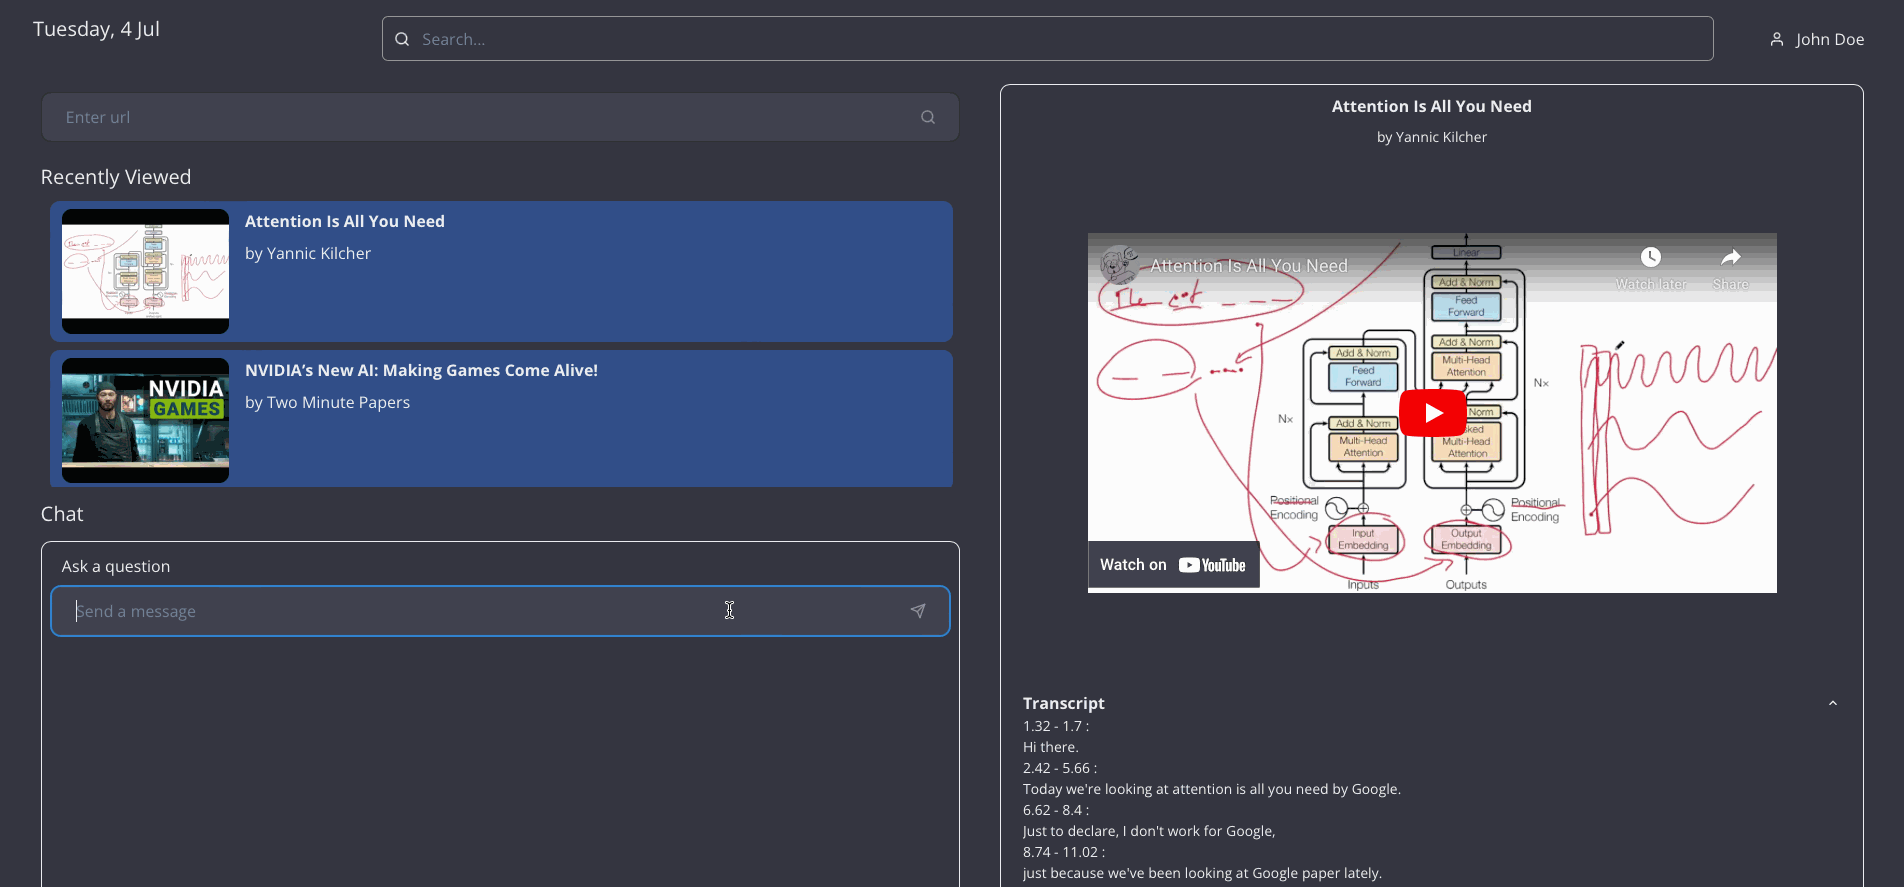 Tuesday, 4 Jul
Search...
John Doe
Enter url
Recently Viewed
Attention Is All You Need
by Yannic Kilcher
NVIDIA GAMES
NVIDIA's New AI: Making Games Come Alive!
by Two Minute Papers
Chat
Ask a question
Send a message
Attention Is All You Need
by Yannic Kilcher
Attention Is All You Need
Watch later
Share
The cat
Linear
Add & Norm
Feed
Forward
Add & Norm
Multi-Head
Attention
Nx
Add & Norm
Feed
Forward
Nx
Add & Norm
Multi-Head
Attention
Norm
Multi-Head
Attention
Positional
Encoding
Positional
Encoding
Input
Embedding
Output
Embedding
Inputs
Outputs
Watch on YouTube
Transcript
1.32 - 1.7 :
Hi there.
2.42 - 5.66 :
Today we're looking at attention is all you need by Google.
6.62 - 8.4 :
Just to declare, I don't work for Google,
8.74 - 11.02 :
just because we've been looking at Google paper lately.